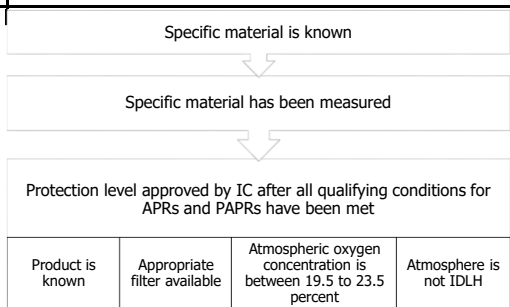 Specific material is known
Specific material has been measured
Protection level approved by IC after all qualifying conditions for
APRs and PAPRs have been met
Product is
known
Appropriate
filter available
Atmospheric oxygen
concentration is
between 19.5 to 23.5
percent
Atmosphere is
not IDLH